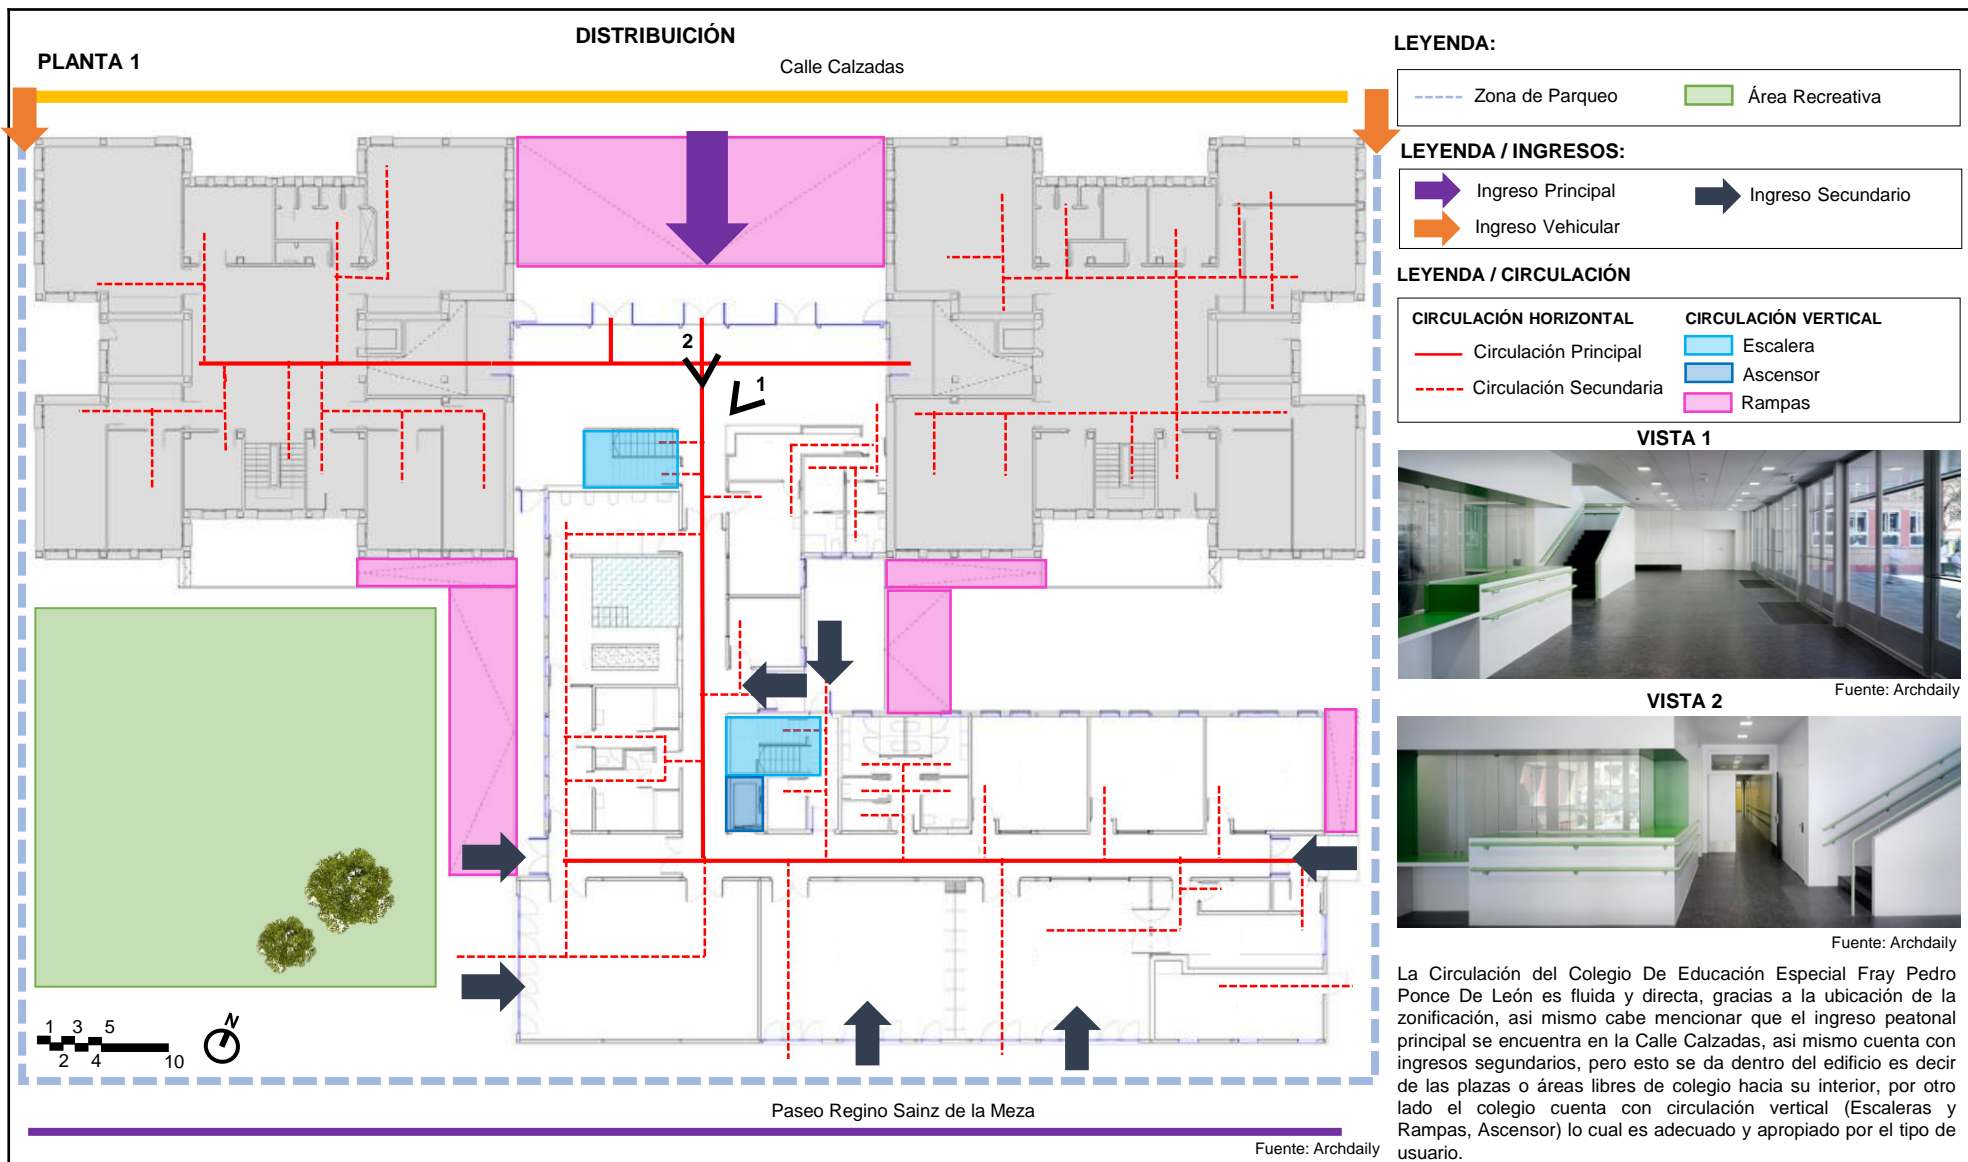 DISTRIBUICIÓN
PLANTA 1
Calle Calzadas
2
1
1 3 5
2 4 10
N
Paseo Regino Sainz de la Meza
Fuente: Archdaily
LEYENDA:
Zona de Parqueo
Área Recreativa
LEYENDA / INGRESOS:
Ingreso Principal
Ingreso Secundario
Ingreso Vehicular
LEYENDA / CIRCULACIÓN
CIRCULACIÓN HORIZONTAL
CIRCULACIÓN VERTICAL
Circulación Principal
Escalera
Ascensor
Circulación Secundaria
Rampas
VISTA 1
Fuente: Archdaily
VISTA 2
Fuente: Archdaily
La Circulación del Colegio De Educación Especial Fray Pedro
Ponce De León es fluida y directa, gracias a la ubicación de la
zonificación, asi mismo cabe mencionar que el ingreso peatonal
principal se encuentra en la Calle Calzadas, asi mismo cuenta con
ingresos segundarios, pero esto se da dentro del edificio es decir
de las plazas o áreas libres de colegio hacia su interior, por otro
lado el colegio cuenta con circulación vertical (Escaleras y
Rampas, Ascensor) lo cual es adecuado y apropiado por el tipo de
usuario.